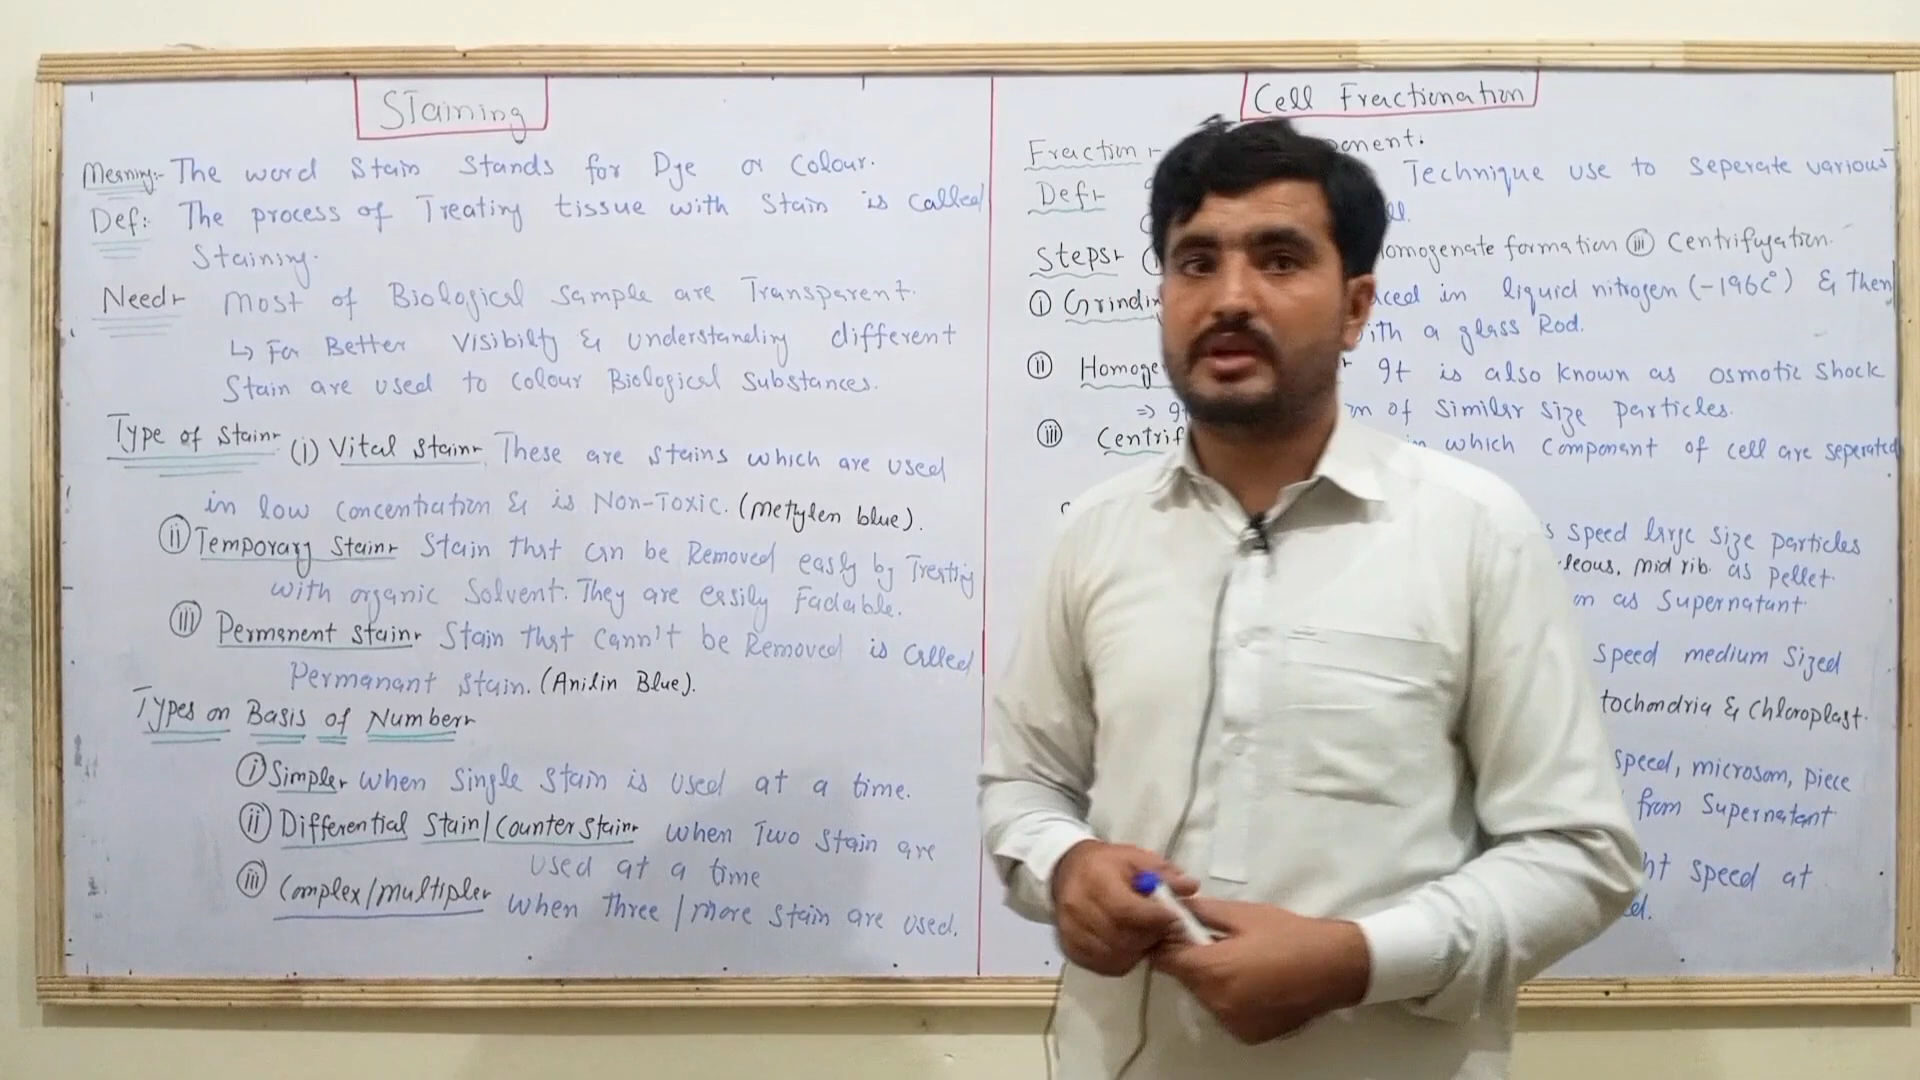 Staining
Meaning:- The word Stain Stands for Dye or Colour.
Def:- The process of Treating tissue with Stain is called
Staining.
Need:- Most of Biological Sample are Transparent.
↳ For Better Visibilty & understanding different
Stain are used to Colour Biological Substances.
Type of Stain:- (i) Vital Stain:- These are Stains which are used
in low Concentration & is Non-Toxic. (Metylen blue).
(ii) Temporary Stain:- Stain that can be Removed easly by Treating
with organic Solvent. They are easily Fadable.
(iii) Permanent Stain:- Stain that Cann't be Removed is Called
Permanant Stain. (Anilin Blue).
Types on Basis of Number:-
(i) Simple:- When Single Stain is used at a time.
(ii) Differential Stain/Counter Stain:- When Two Stain are
used at a time
(iii) Complex/Multiple:- When Three / more Stain are used.
Cell Fractionation
Fraction:- ponent.
Def:- Technique use to Seperate various
ll.
Steps:- omogenate formation (iii) Centrifugation.
(i) Grindin aced in liquid nitrogen (-196c°) & Then
ith a glass Rod.
(ii) Homoge It is also Known as osmotic Shock
=> of Similar Size particles.
(iii) Centrif in which Component of Cell are Seperated
s Speed large Size particles
leous, mid rib as Pellet.
as Supernatant
Speed medium Sized
tochondria & Chloroplast.
Speed, microsom, Piece
from Supernatant
ht Speed at
ed.